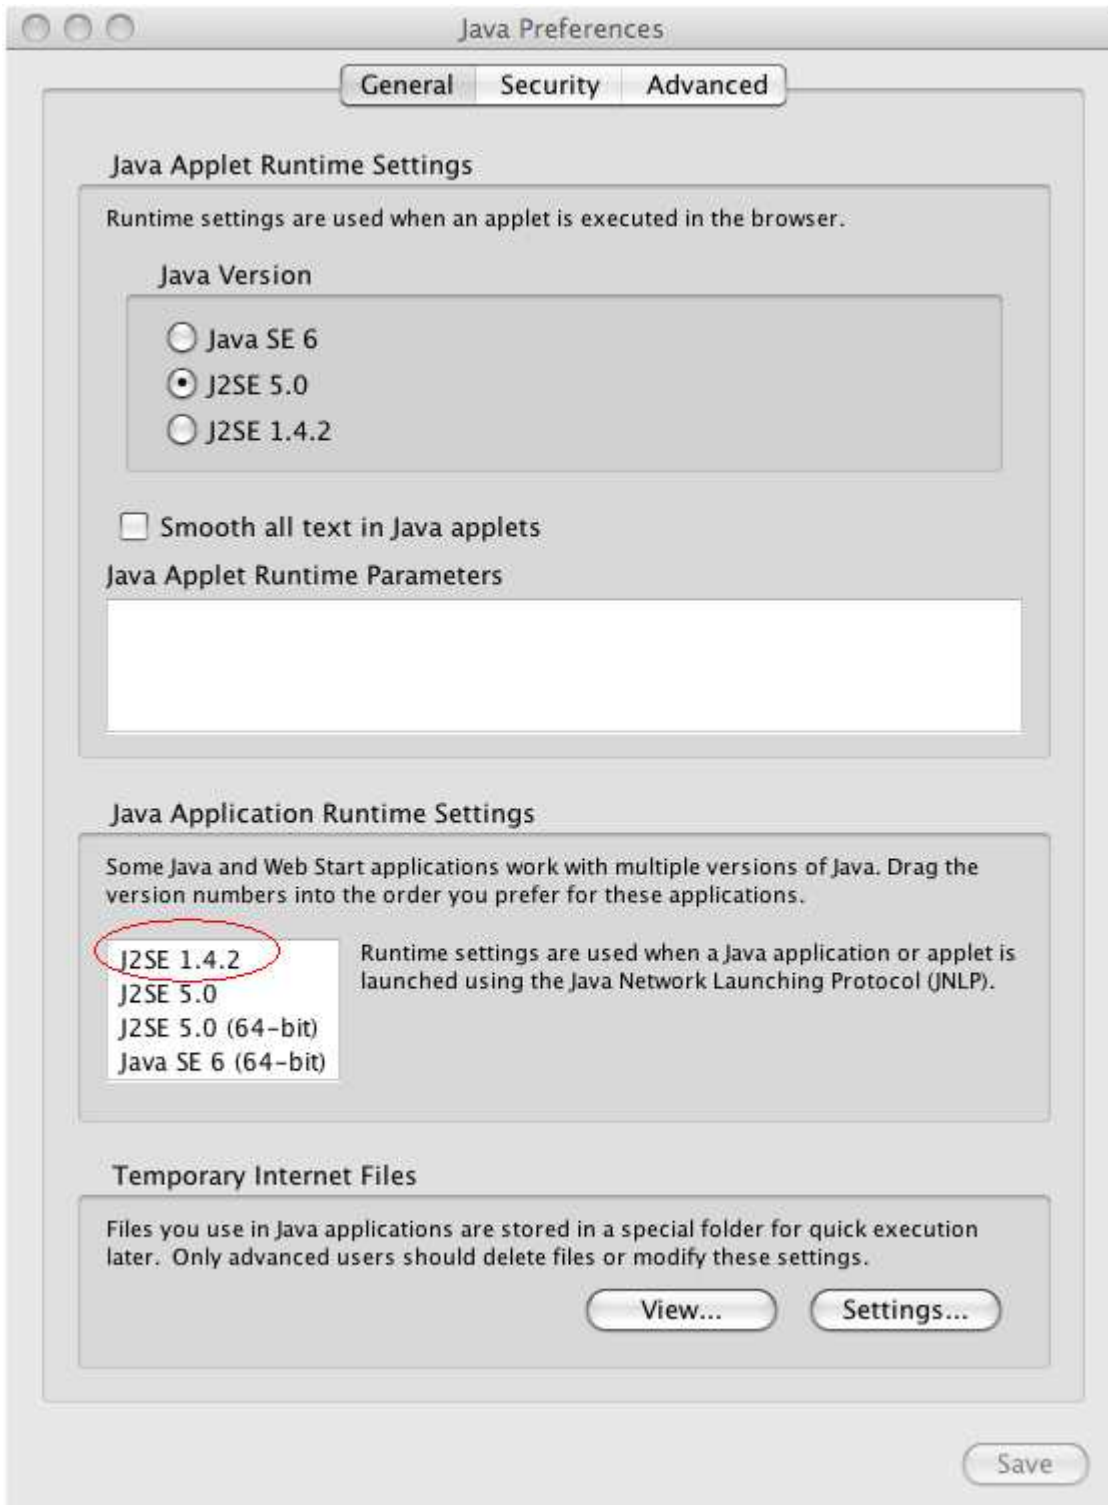 Java Preferences
General Security Advanced
Java Applet Runtime Settings
Runtime settings are used when an applet is executed in the browser.
Java Version
Java SE 6
J2SE 5.0
J2SE 1.4.2
Smooth all text in Java applets
Java Applet Runtime Parameters
Java Application Runtime Settings
Some Java and Web Start applications work with multiple versions of Java. Drag the
version numbers into the order you prefer for these applications.
J2SE 1.4.2
J2SE 5.0
J2SE 5.0 (64-bit)
Java SE 6 (64-bit)
Runtime settings are used when a Java application or applet is
launched using the Java Network Launching Protocol (JNLP).
Temporary Internet Files
Files you use in Java applications are stored in a special folder for quick execution
later. Only advanced users should delete files or modify these settings.
View... Settings...
Save